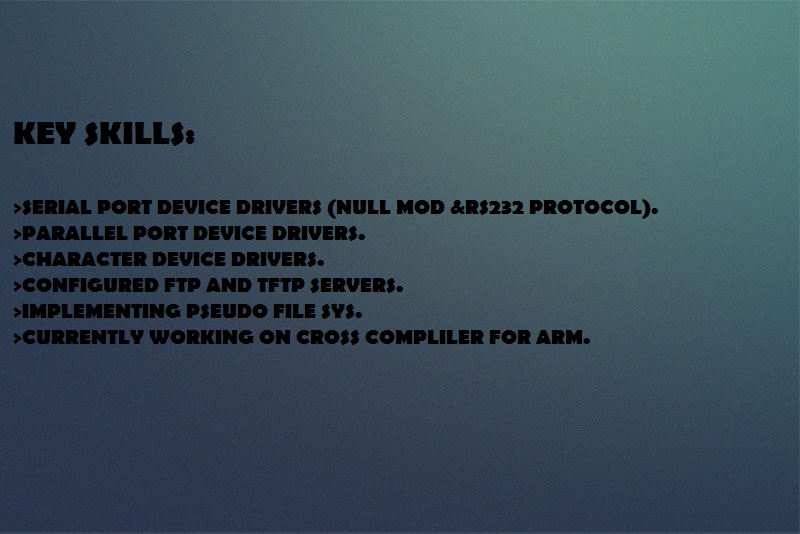 KEY SKILLS:
>SERIAL PORT DEVICE DRIVERS (NULL MOD &RS232 PROTOCOL).
>PARALLEL PORT DEVICE DRIVERS.
>CHARACTER DEVICE DRIVERS.
>CONFIGURED FTP AND TFTP SERVERS.
>IMPLEMENTING PSEUDO FILE SYS.
>CURRENTLY WORKING ON CROSS COMPLILER FOR ARM.